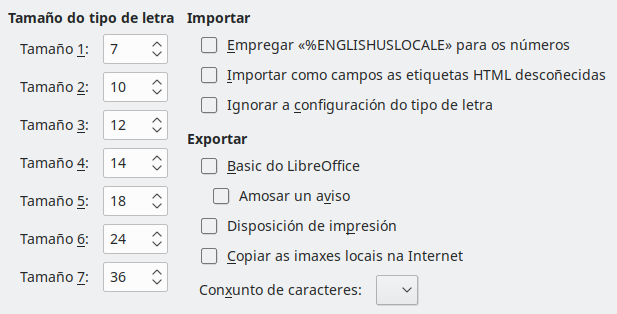 Tamaño do tipo de letra
Tamaño 1: 7
Tamaño 2: 10
Tamaño 3: 12
Tamaño 4: 14
Tamaño 5: 18
Tamaño 6: 24
Tamaño 7: 36
Importar
Empregar «%ENGLISHUSLOCALE» para os números
Importar como campos as etiquetas HTML descoñecidas
Ignorar a configuración do tipo de letra
Exportar
Basic do LibreOffice
Amosar un aviso
Disposición de impresión
Copiar as imaxes locais na Internet
Conxunto de caracteres: